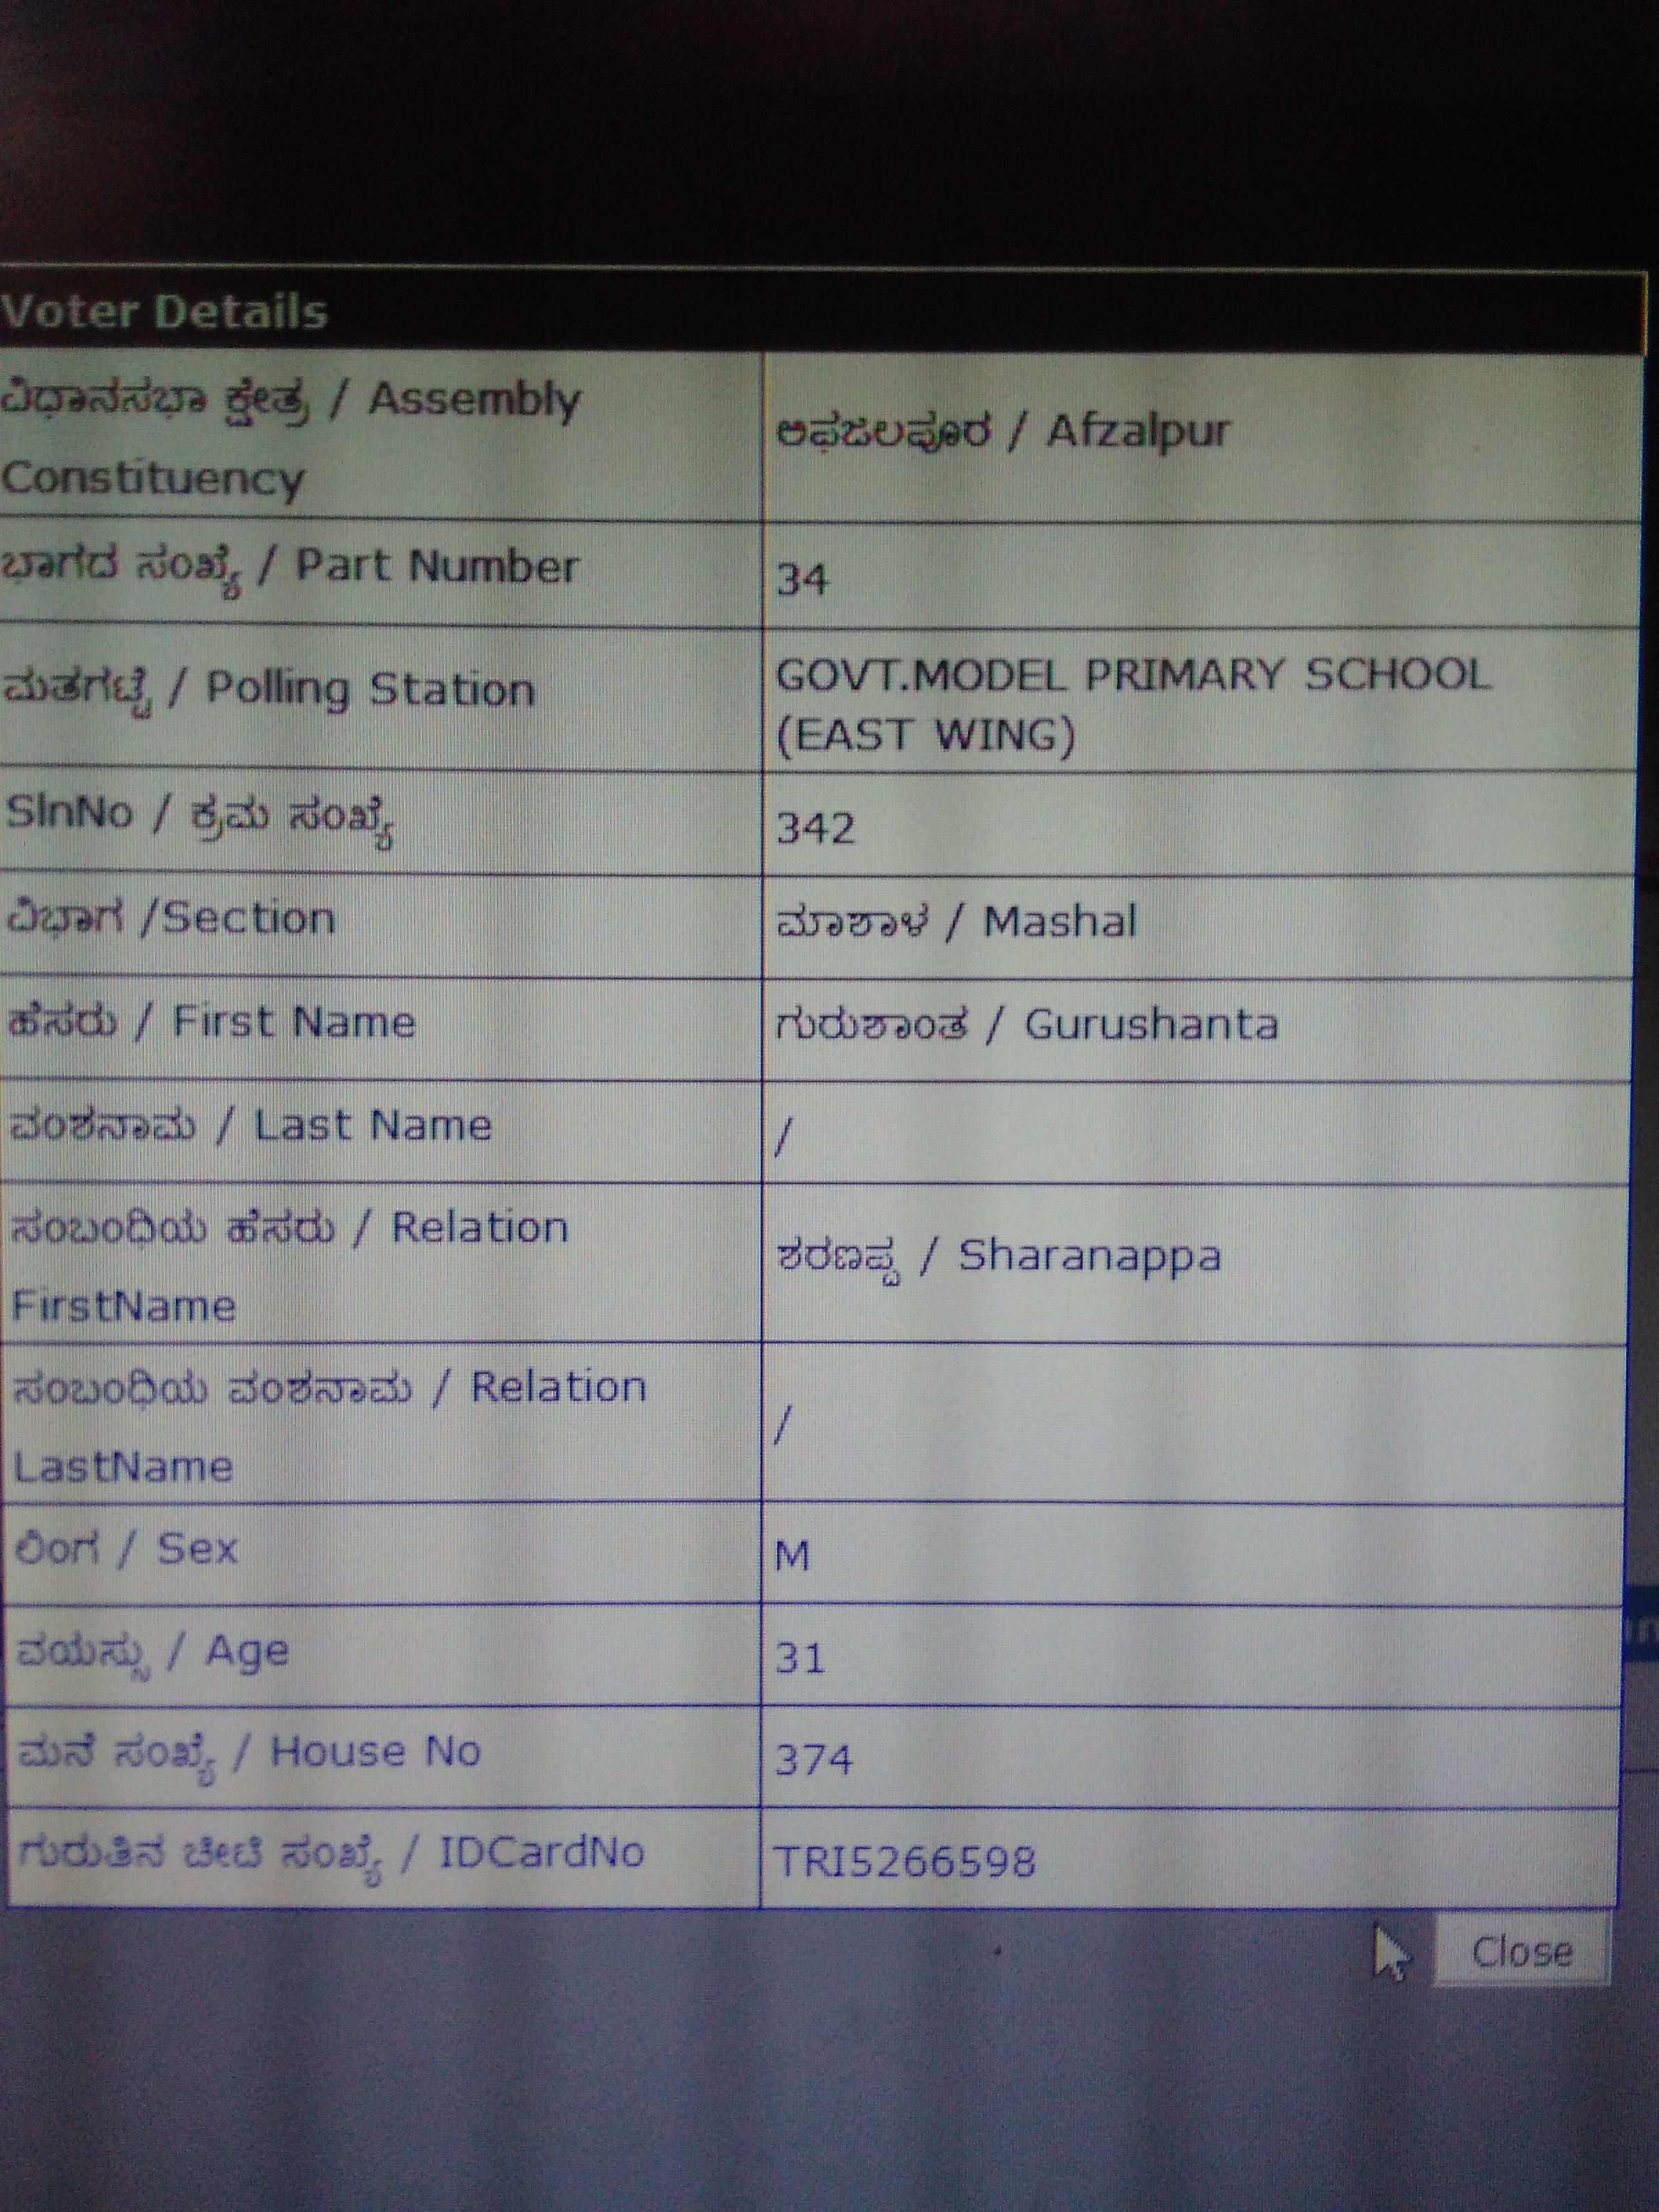 Voter Details
ವಿಧಾನಸಭಾ ಕ್ಷೇತ್ರ / Assembly
Constituency
ಅಫಜಲಪೂರ / Afzalpur
ಭಾಗದ ಸಂಖ್ಯೆ / Part Number
34
ಮತಗಟ್ಟೆ / Polling Station
GOVT.MODEL PRIMARY SCHOOL
(EAST WING)
SlnNo / ಕ್ರಮ ಸಂಖ್ಯೆ
342
ವಿಭಾಗ /Section
ಮಾಶಾಳ / Mashal
ಹೆಸರು / First Name
ಗುರುಶಾಂತ / Gurushanta
ವಂಶನಾಮ / Last Name
/
ಸಂಬಂಧಿಯ ಹೆಸರು / Relation
FirstName
ಶರಣಪ್ಪ / Sharanappa
ಸಂಬಂಧಿಯ ವಂಶನಾಮ / Relation
LastName
/
ಲಿಂಗ / Sex
M
ವಯಸ್ಸು / Age
31
ಮನೆ ಸಂಖ್ಯೆ / House No
374
ಗುರುತಿನ ಚೀಟಿ ಸಂಖ್ಯೆ / IDCardNo
TRI5266598
Close